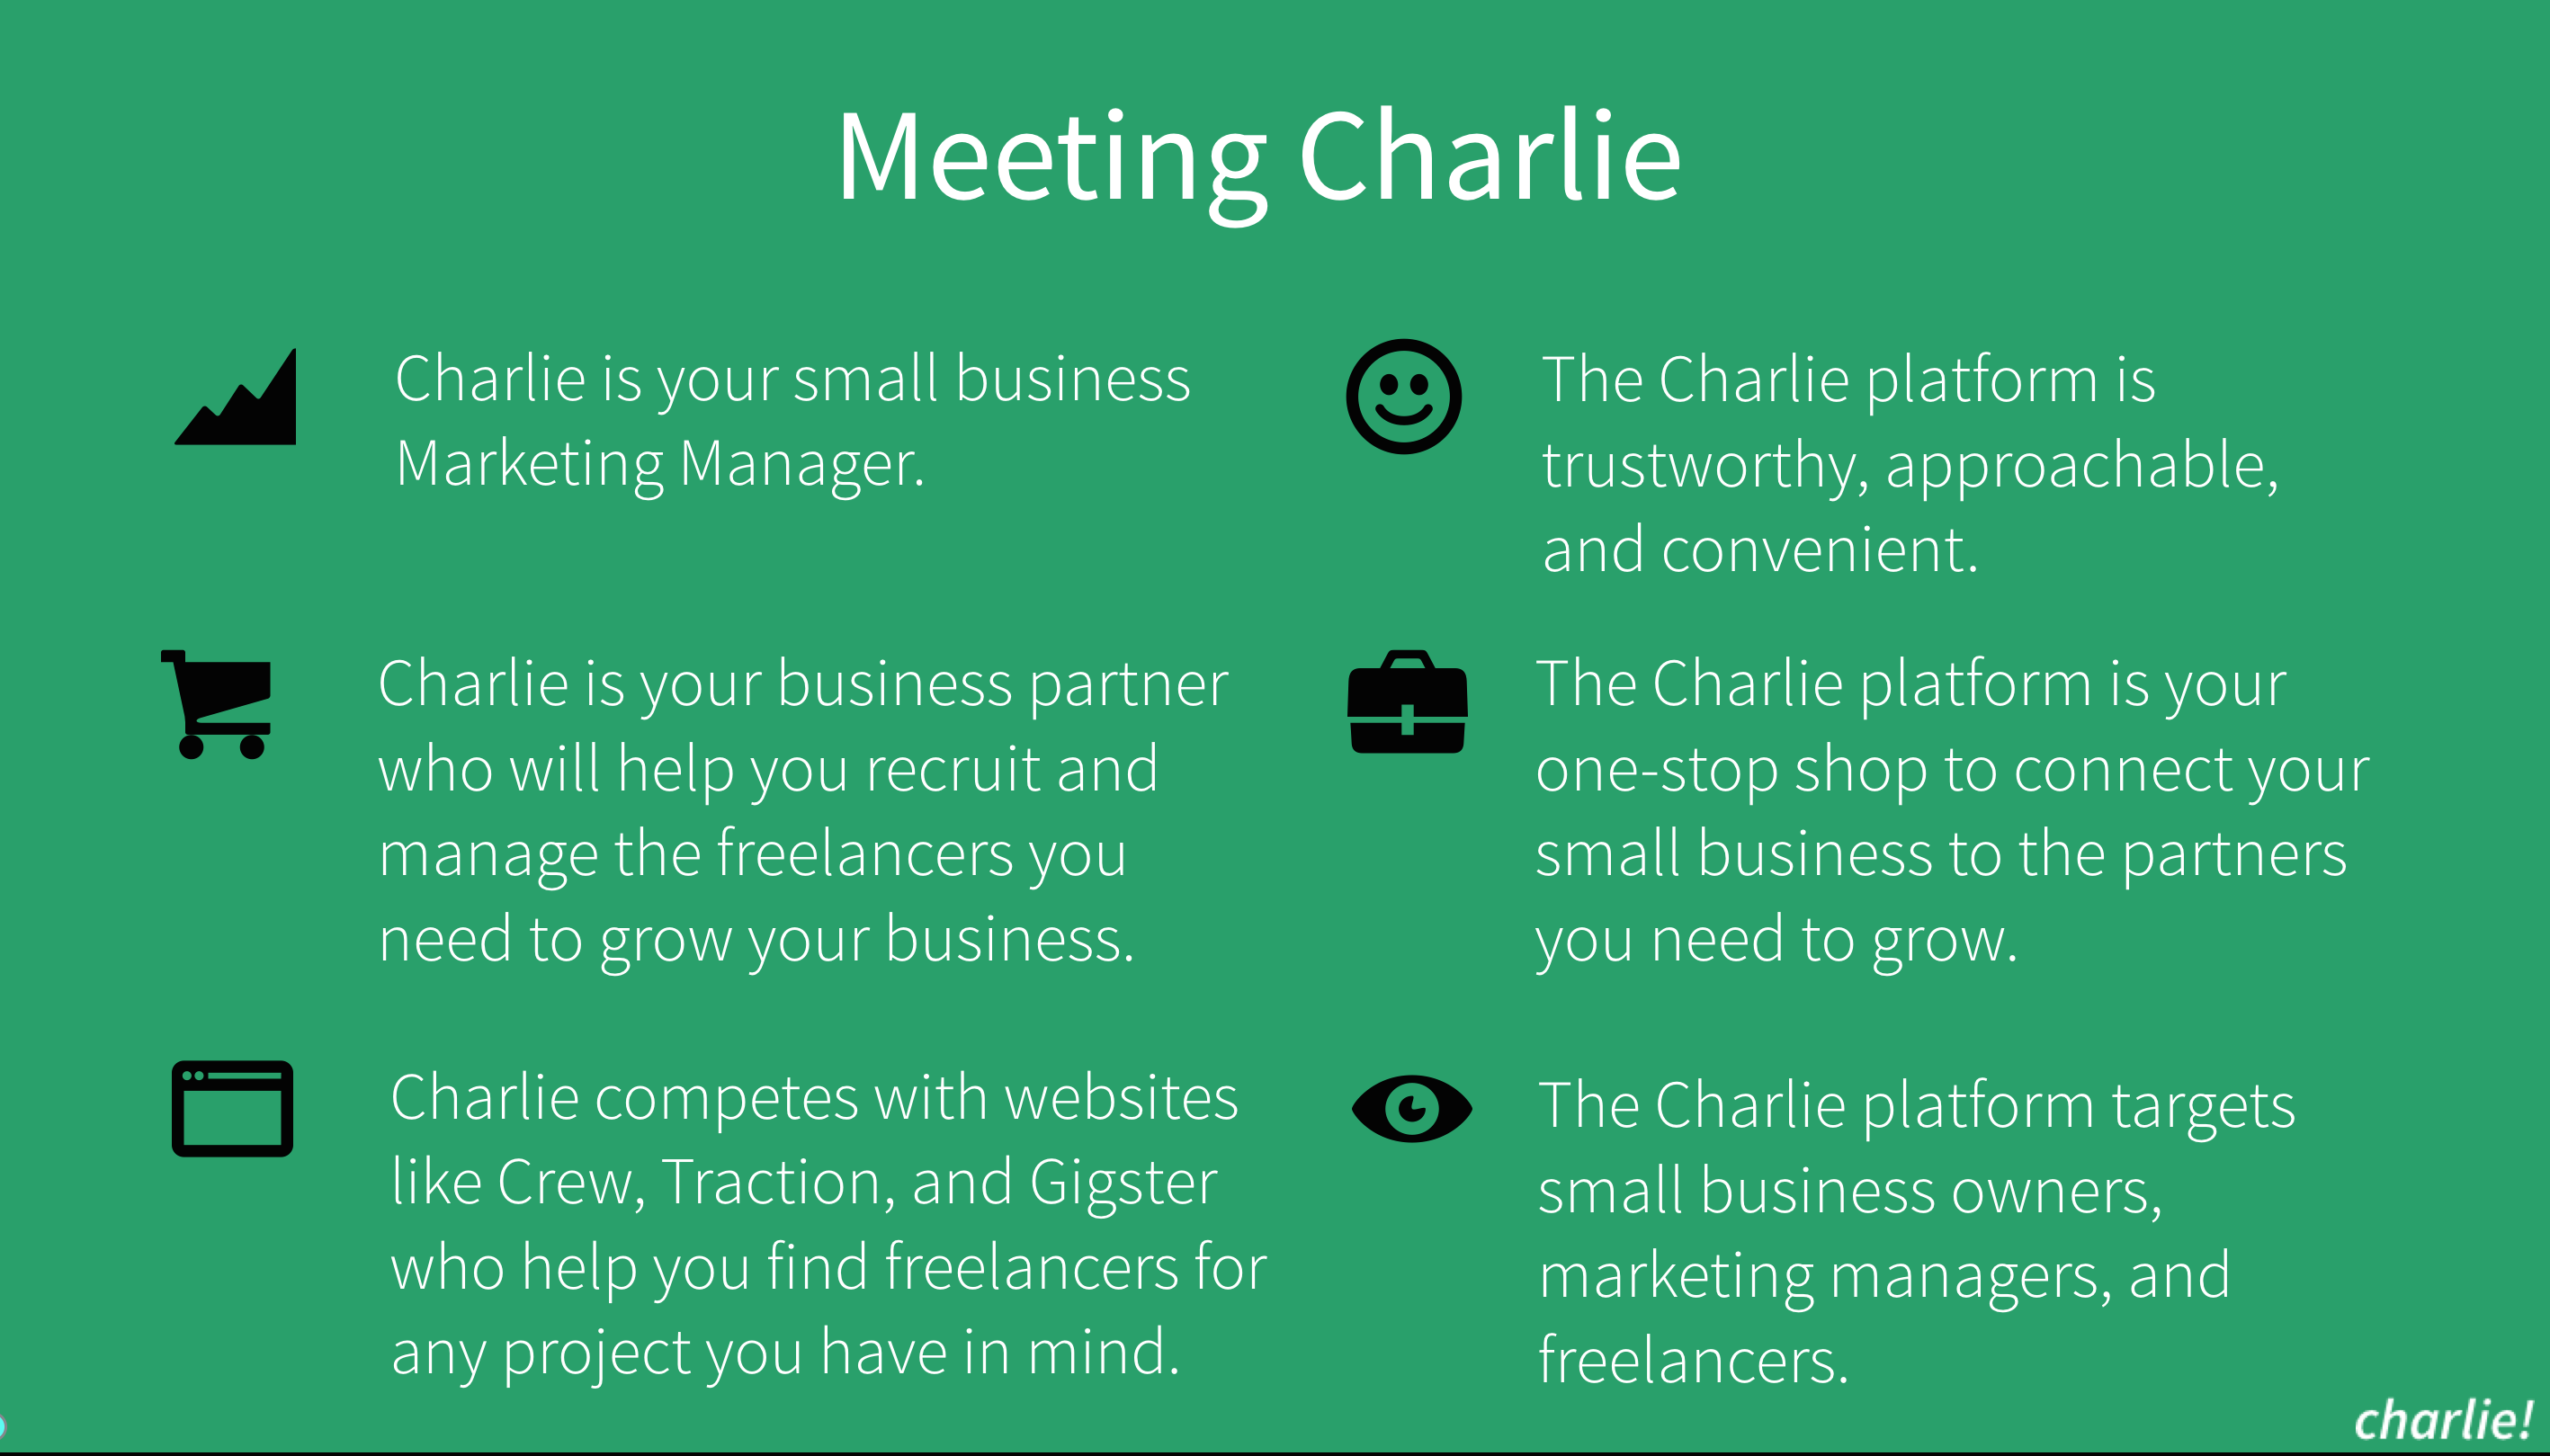 Meeting Charlie
Charlie is your small business
Marketing Manager.
The Charlie platform is
trustworthy, approachable,
and convenient.
Charlie is your business partner
who will help you recruit and
manage the freelancers you
need to grow your business.
The Charlie platform is your
one-stop shop to connect your
small business to the partners
you need to grow.
Charlie competes with websites
like Crew, Traction, and Gigster
who help you find freelancers for
any project you have in mind.
The Charlie platform targets
small business owners,
marketing managers, and
freelancers.
charlie!